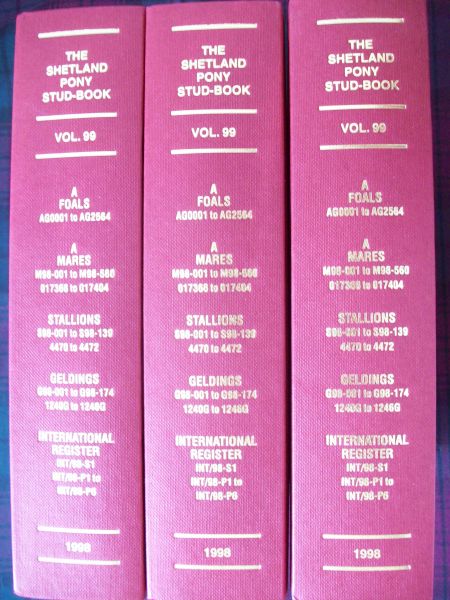 THE
SHETLAND
PONY
STUD-BOOK
VOL. 99
A
FOALS
AG0001 to AG2564
A
MARES
M98-001 to M98-560
017368 to 017404
STALLIONS
S98-001 to S98-139
4470 to 4472
GELDINGS
G98-001 to G98-174
1240G to 1246G
INTERNATIONAL
REGISTER
INT/98-S1
INT/98-P1 to
INT/98-P6
1998
THE
SHETLAND
PONY
STUD-BOOK
VOL. 99
A
FOALS
AG0001 to AG2564
A
MARES
M98-001 to M98-560
017368 to 017404
STALLIONS
S98-001 to S98-139
4470 to 4472
GELDINGS
G98-001 to G98-174
1240G to 1246G
INTERNATIONAL
REGISTER
INT/98-S1
INT/98-P1 to
INT/98-P6
1998
THE
SHETLAND
PONY
STUD-BOOK
VOL. 99
A
FOALS
AG0001 to AG2564
A
MARES
M98-001 to M98-560
017368 to 017404
STALLIONS
S98-001 to S98-139
4470 to 4472
GELDINGS
G98-001 to G98-174
1240G to 1246G
INTERNATIONAL
REGISTER
INT/98-S1
INT/98-P1 to
INT/98-P6
1998